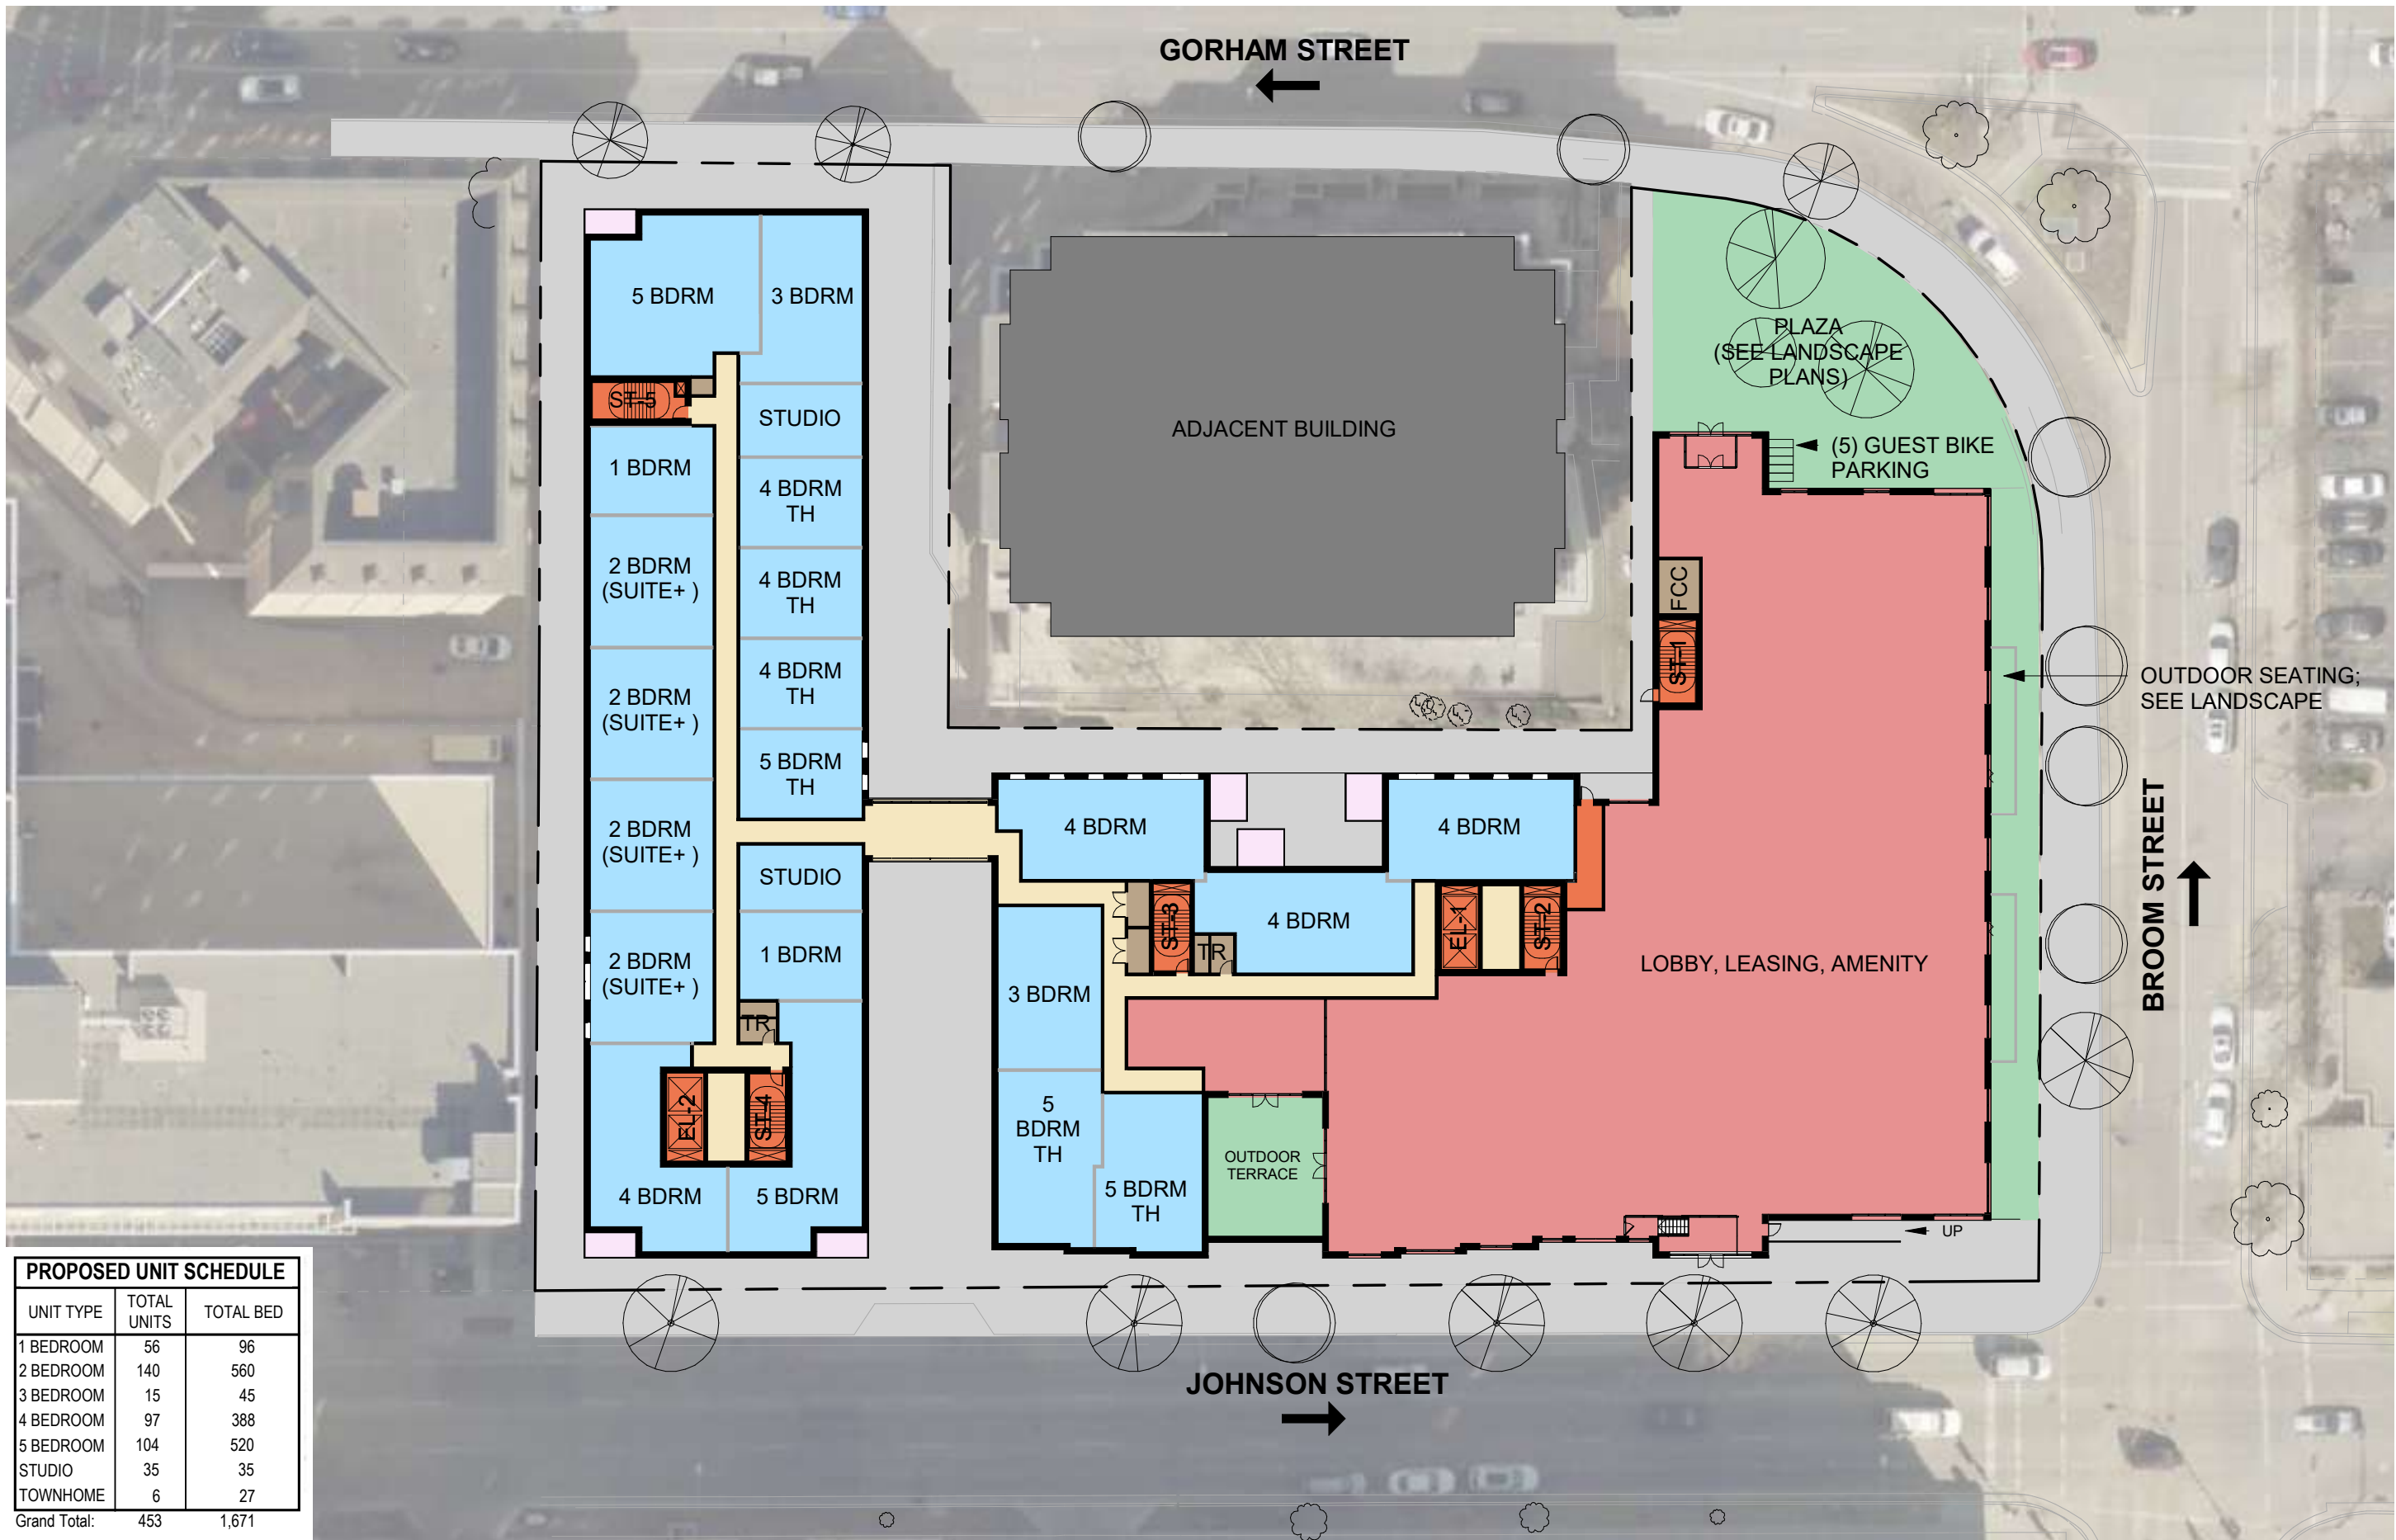 GORHAM STREET
5 BDRM
3 BDRM
ST-5
STUDIO
1 BDRM
4 BDRM
TH
2 BDRM
(SUITE+ )
4 BDRM
TH
2 BDRM
(SUITE+ )
4 BDRM
TH
5 BDRM
TH
2 BDRM
(SUITE+ )
STUDIO
1 BDRM
2 BDRM
(SUITE+ )
TR
EL-2
ST-4
4 BDRM
5 BDRM
ADJACENT BUILDING
PLAZA
(SEE LANDSCAPE
PLANS)
(5) GUEST BIKE
PARKING
FCC
ST-1
OUTDOOR SEATING;
SEE LANDSCAPE
4 BDRM
4 BDRM
ST-3
TR
4 BDRM
EL-1
ST-2
3 BDRM
LOBBY, LEASING, AMENITY
5
BDRM
TH
5 BDRM
TH
OUTDOOR
TERRACE
UP
BROOM STREET
JOHNSON STREET
PROPOSED UNIT SCHEDULE
UNIT TYPE TOTAL UNITS TOTAL BED
1 BEDROOM 56 96
2 BEDROOM 140 560
3 BEDROOM 15 45
4 BEDROOM 97 388
5 BEDROOM 104 520
STUDIO 35 35
TOWNHOME 6 27
Grand Total: 453 1,671